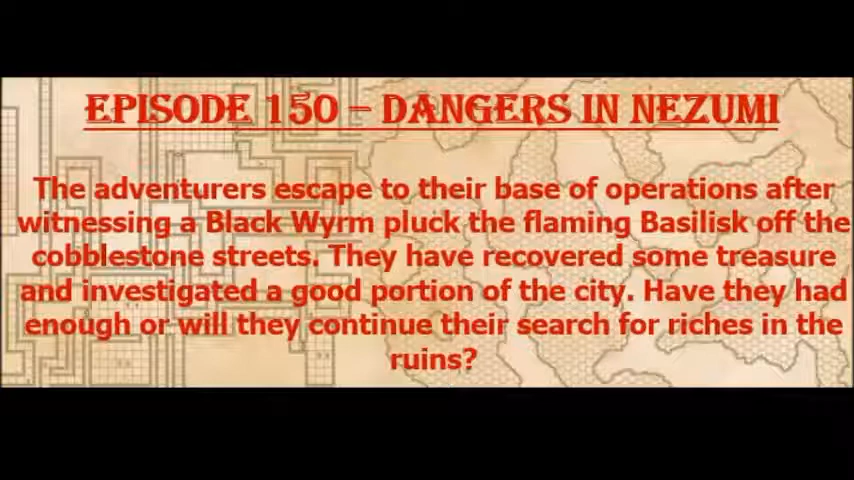 EPISODE 150 – DANGERS IN NEZUMI
The adventurers escape to their base of operations after
witnessing a Black Wyrm pluck the flaming Basilisk off the
cobblestone streets. They have recovered some treasure
and investigated a good portion of the city. Have they had
enough or will they continue their search for riches in the
ruins?